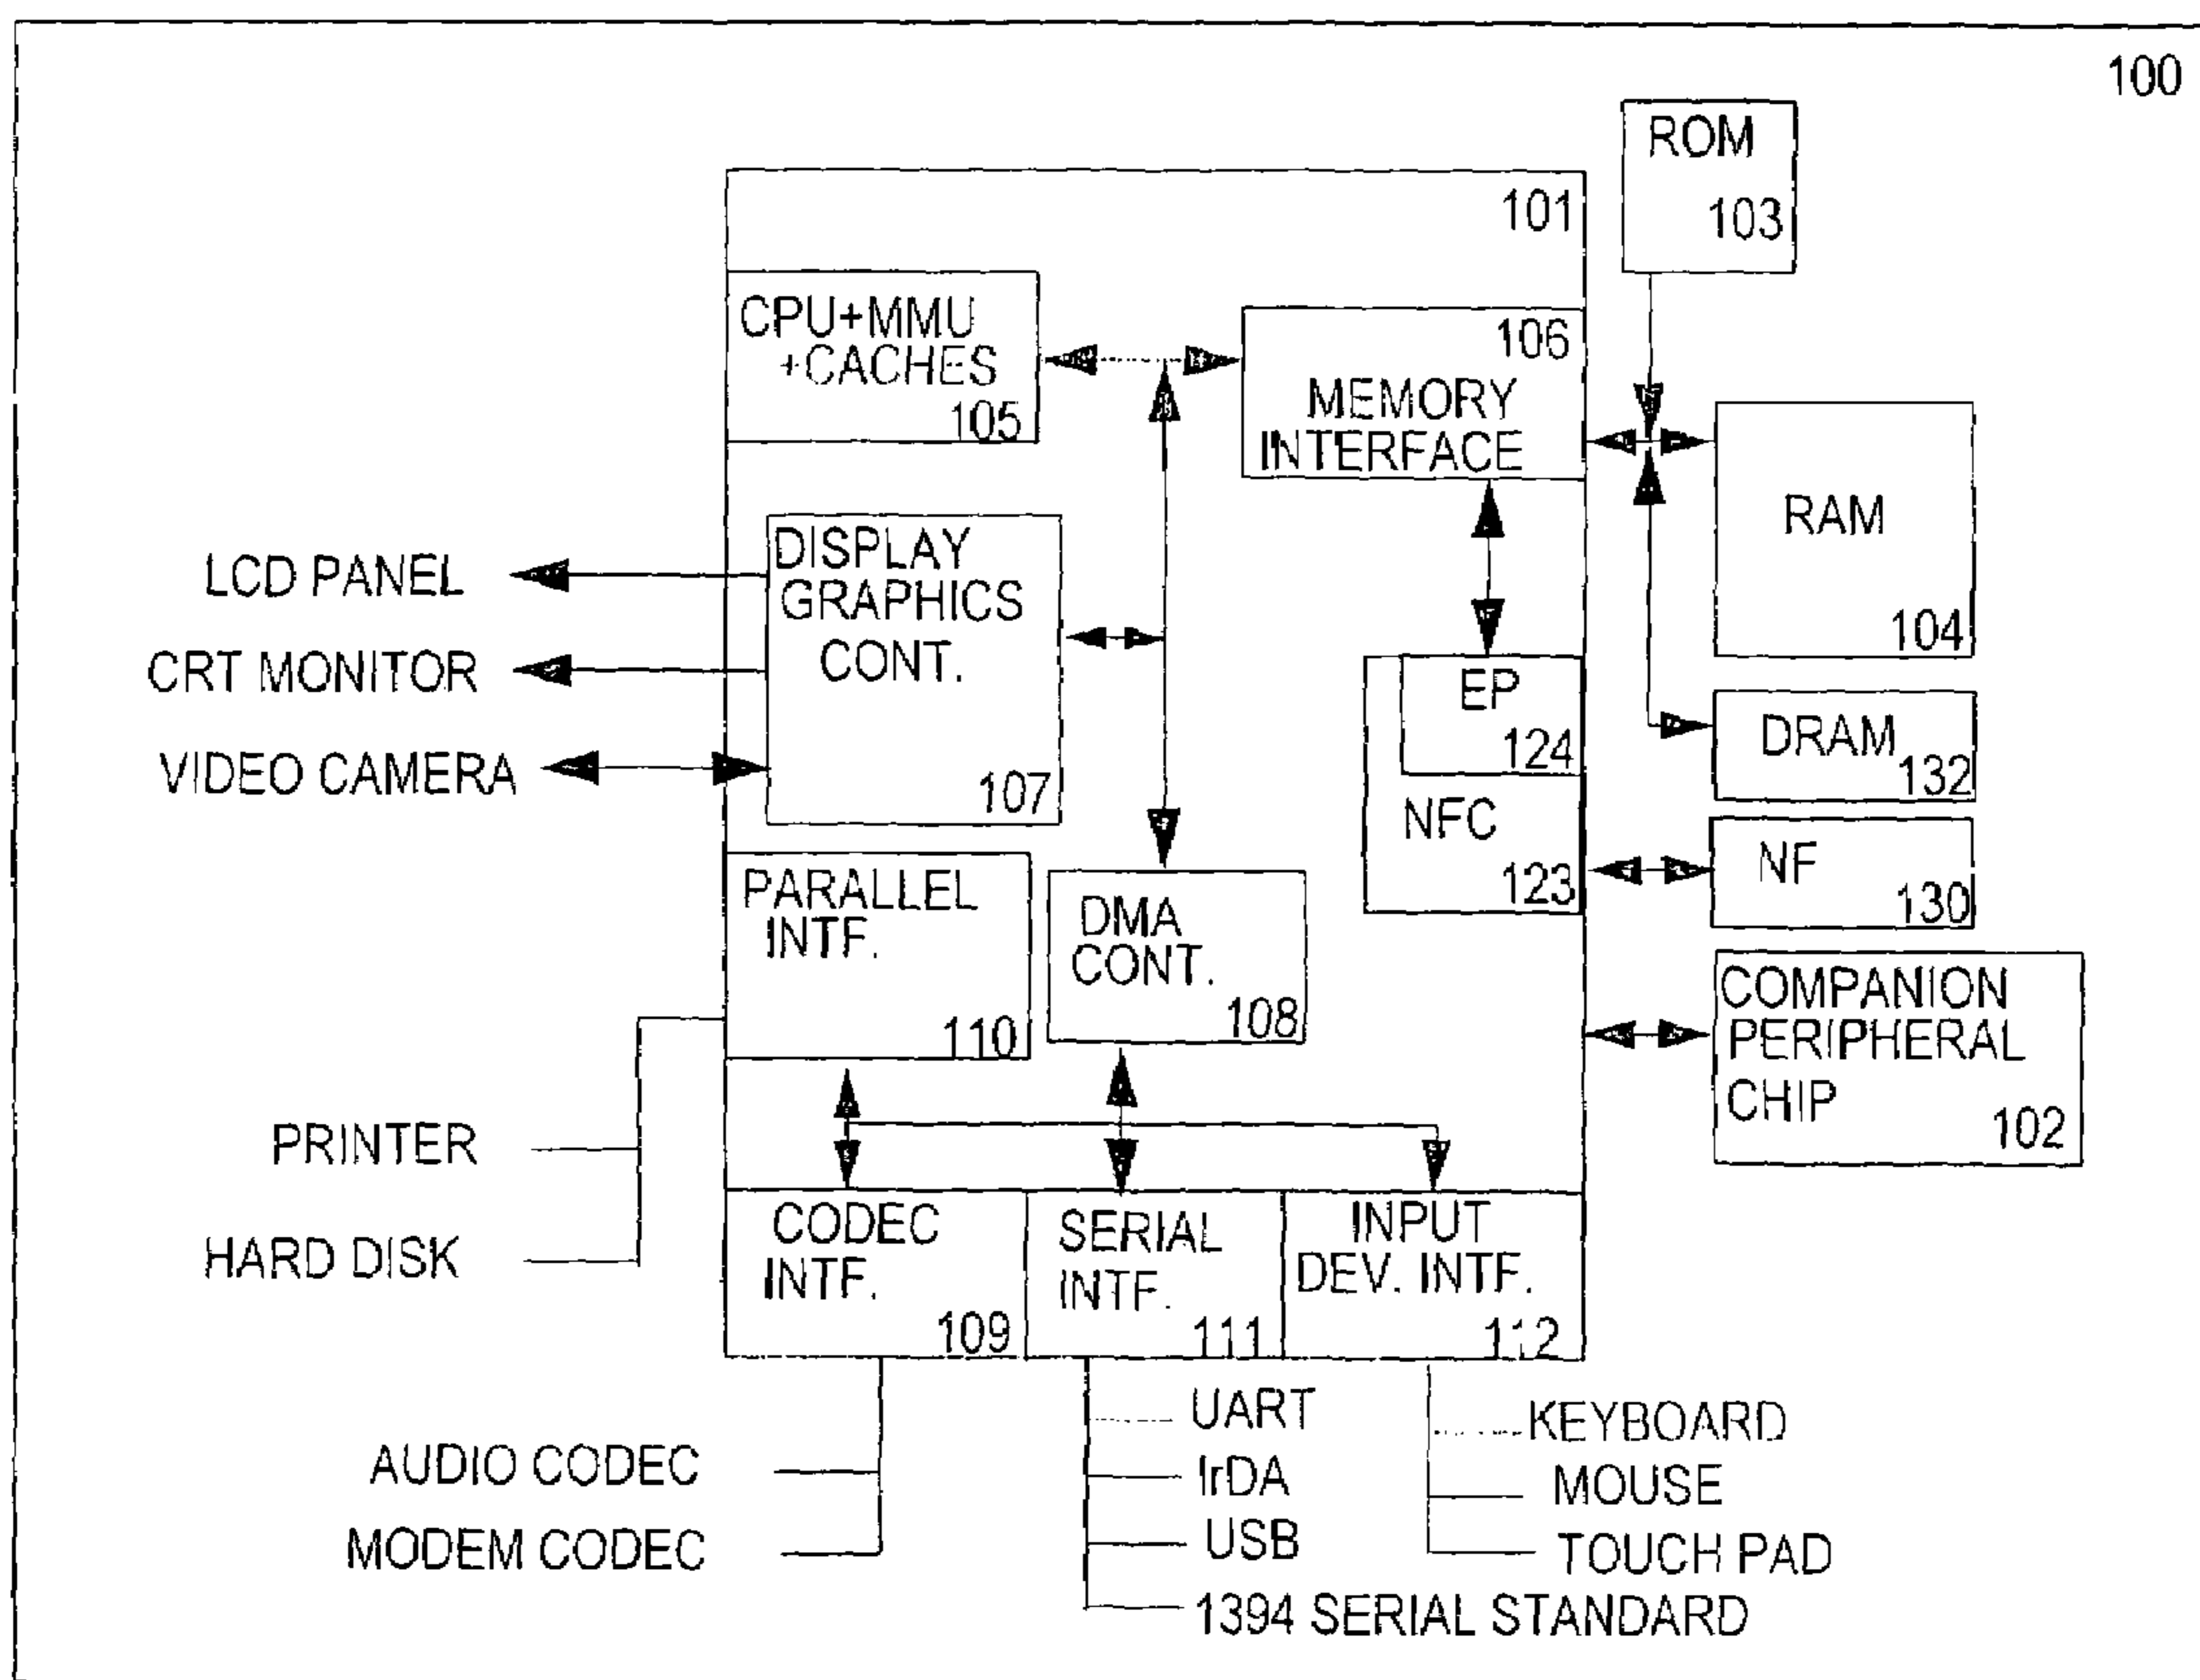 100
ROM
103
101
CPU+MMU
+CACHES
105
106
MEMORY
INTERFACE
RAM
104
LCD PANEL
CRT MONITOR
VIDEO CAMERA
DISPLAY
GRAPHICS
CONT.
107
EP
124
NFC
123
DRAM
132
NF
130
PARALLEL
INTF.
110
DMA
CONT.
108
COMPANION
PERIPHERAL
CHIP
102
PRINTER
HARD DISK
CODEC
INTF.
109
SERIAL
INTF.
111
INPUT
DEV. INTF.
112
AUDIO CODEC
MODEM CODEC
UART
IrDA
USB
1394 SERIAL STANDARD
KEYBOARD
MOUSE
TOUCH PAD